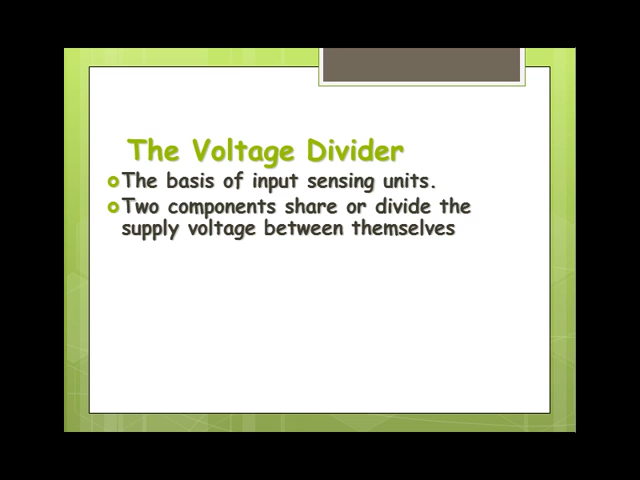 The Voltage Divider
The basis of input sensing units.
Two components share or divide the
supply voltage between themselves